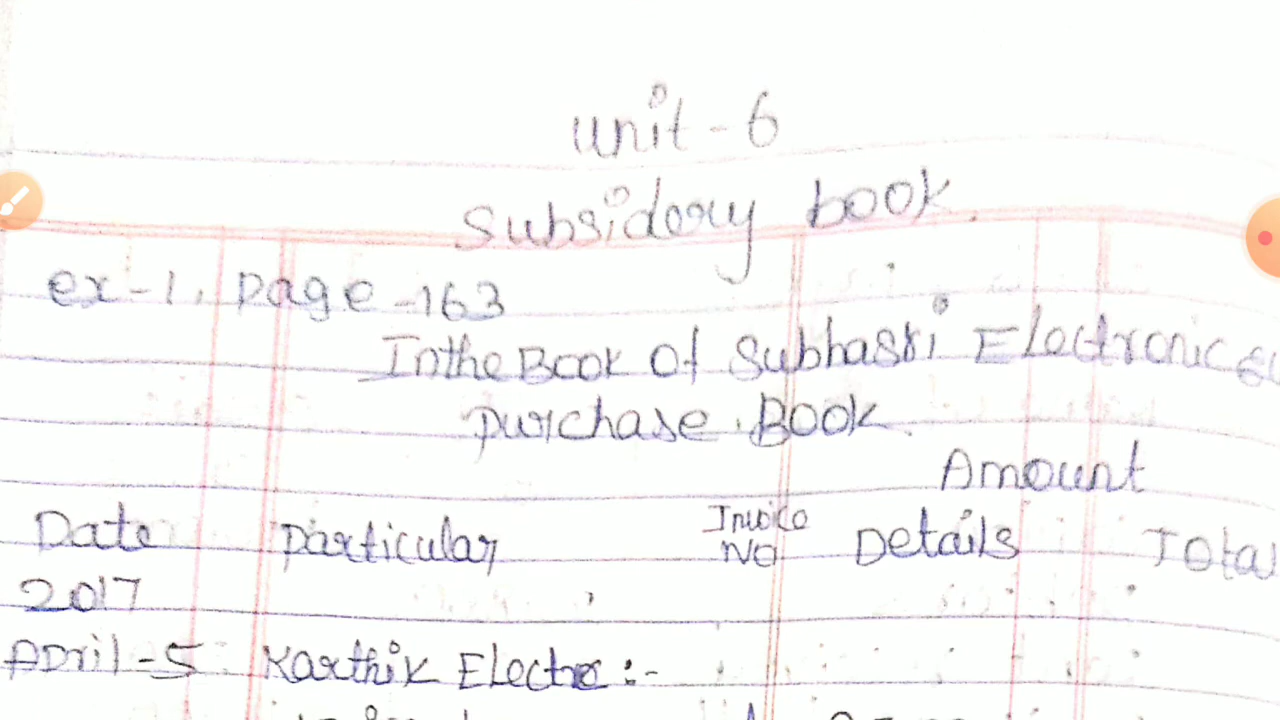 unit - 6
Subsidory book.
ex-1, page-163
In the Book of Subhasri Electronic
purchase Book.
Amount
Date Particular Invoice No Details Total
2017
April-5 Karthik Electro :-